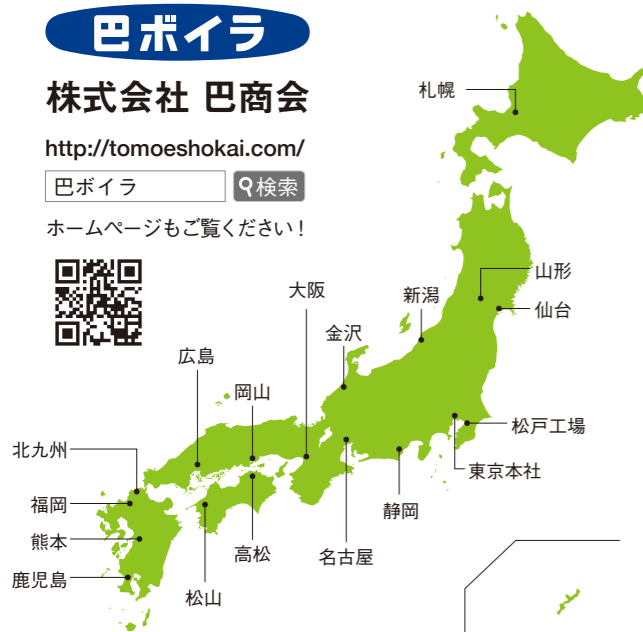 巴ボイラ
株式会社 巴商会
http://tomoeshokai.com/
巴ボイラ 検索
ホームページもご覧ください！
札幌
山形
仙台
新潟
大阪
金沢
広島
岡山
松戸工場
東京本社
静岡
名古屋
高松
松山
北九州
福岡
熊本
鹿児島